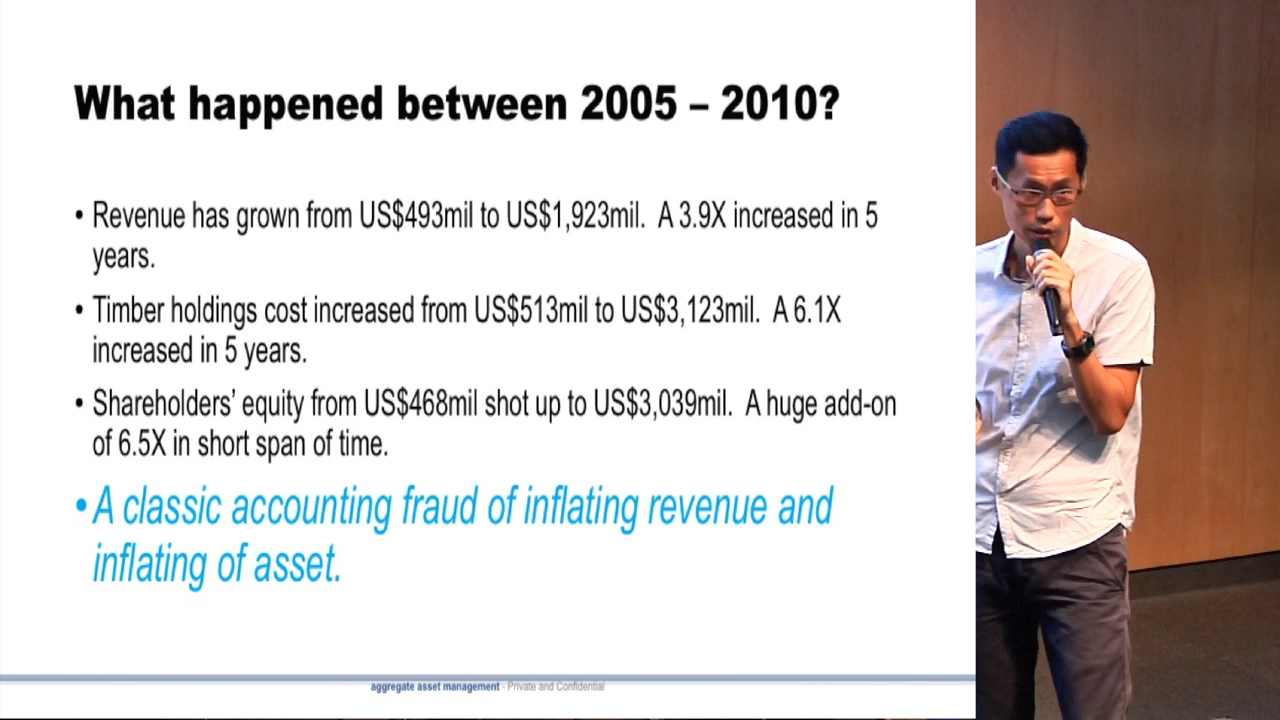 What happened between 2005 – 2010?
• Revenue has grown from US$493mil to US$1,923mil. A 3.9X increased in 5
years.
• Timber holdings cost increased from US$513mil to US$3,123mil. A 6.1X
increased in 5 years.
• Shareholders’ equity from US$468mil shot up to US$3,039mil. A huge add-on
of 6.5X in short span of time.
• A classic accounting fraud of inflating revenue and
inflating of asset.
aggregate asset management - Private and Confidential